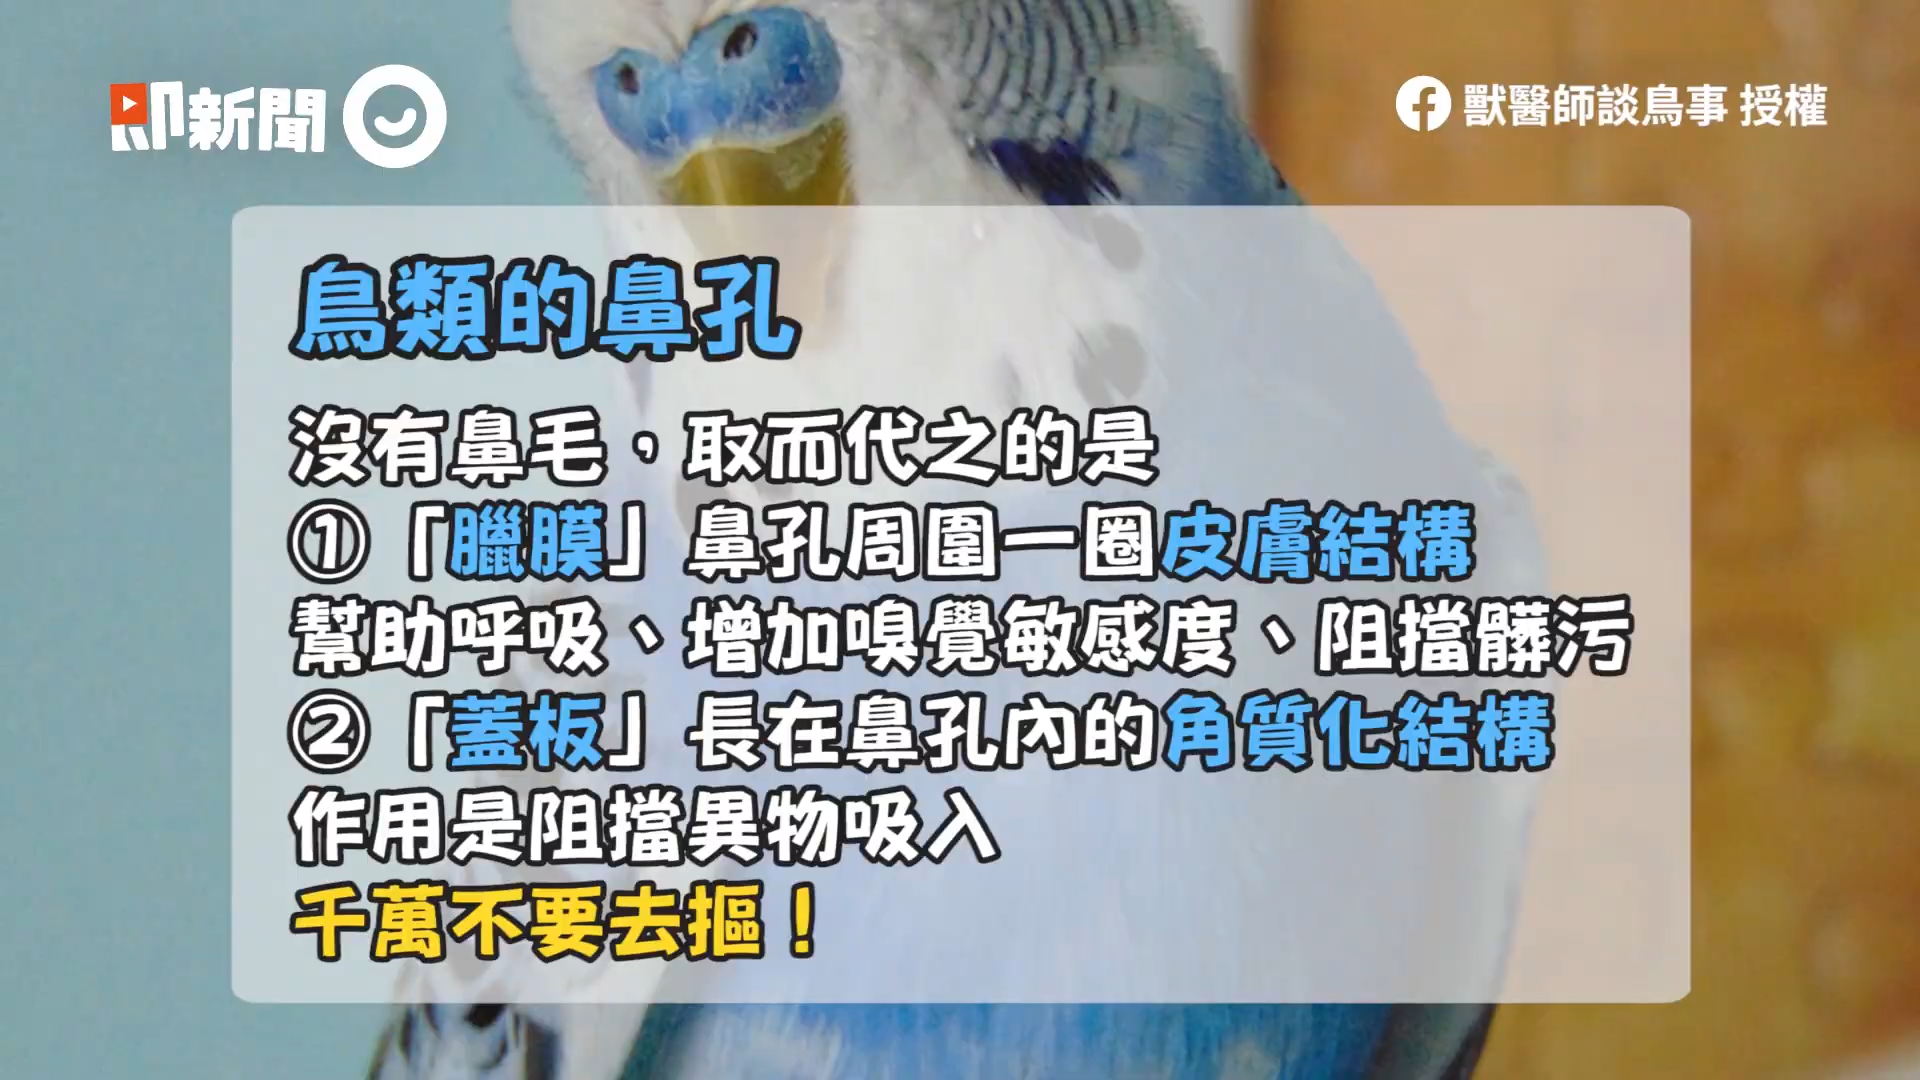 即新聞
獸醫師談鳥事 授權
鳥類的鼻孔
沒有鼻毛，取而代之的是
①「臘膜」鼻孔周圍一圈皮膚結構
幫助呼吸、增加嗅覺敏感度、阻擋髒污
②「蓋板」長在鼻孔內的角質化結構
作用是阻擋異物吸入
千萬不要去摳！